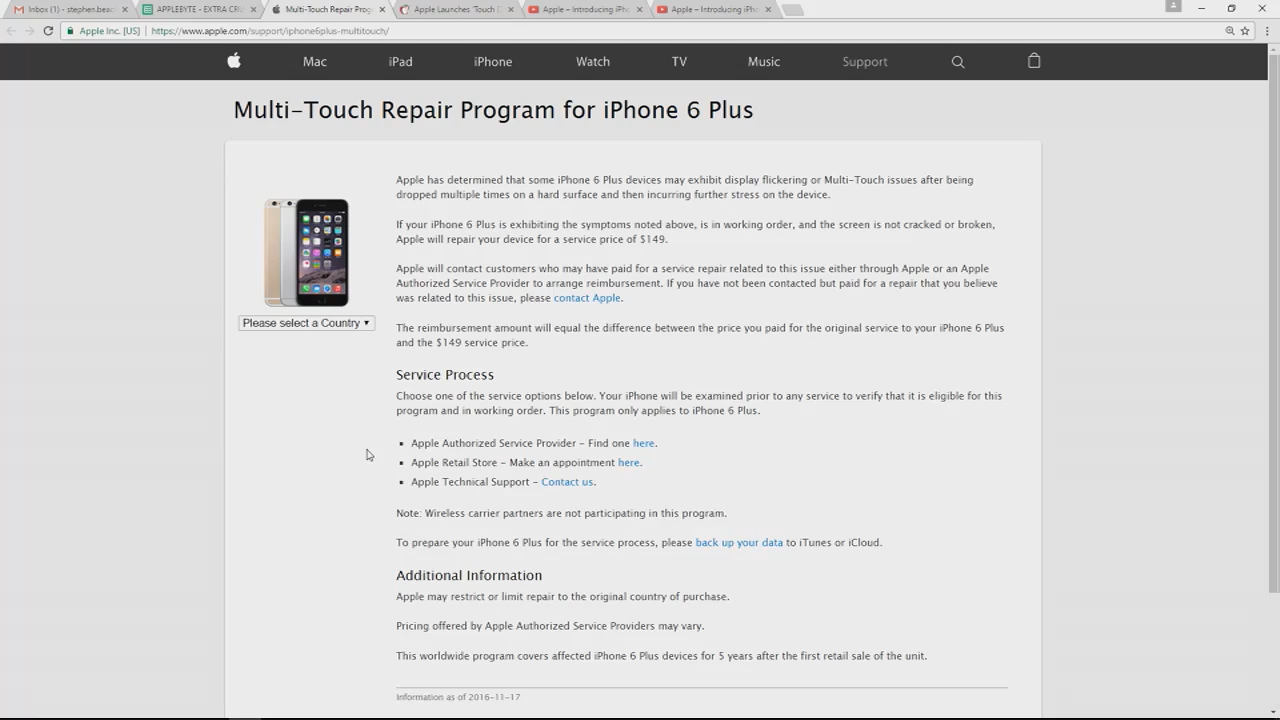 Inbox (1) - stephen.bea
APPLEBYTE - EXTRA CR
Multi-Touch Repair Prog
Apple Launches 'Touch D
Apple – Introducing iPho
Apple – Introducing iPh
Apple Inc. [US]
https://www.apple.com/support/iphone6plus-multitouch/
Mac
iPad
iPhone
Watch
TV
Music
Support
Multi-Touch Repair Program for iPhone 6 Plus
Apple has determined that some iPhone 6 Plus devices may exhibit display flickering or Multi-Touch issues after being
dropped multiple times on a hard surface and then incurring further stress on the device.
If your iPhone 6 Plus is exhibiting the symptoms noted above, is in working order, and the screen is not cracked or broken,
Apple will repair your device for a service price of $149.
Apple will contact customers who may have paid for a service repair related to this issue either through Apple or an Apple
Authorized Service Provider to arrange reimbursement. If you have not been contacted but paid for a repair that you believe
was related to this issue, please contact Apple.
Please select a Country
The reimbursement amount will equal the difference between the price you paid for the original service to your iPhone 6 Plus
and the $149 service price.
Service Process
Choose one of the service options below. Your iPhone will be examined prior to any service to verify that it is eligible for this
program and in working order. This program only applies to iPhone 6 Plus.
▪ Apple Authorized Service Provider – Find one here.
▪ Apple Retail Store – Make an appointment here.
▪ Apple Technical Support – Contact us.
Note: Wireless carrier partners are not participating in this program.
To prepare your iPhone 6 Plus for the service process, please back up your data to iTunes or iCloud.
Additional Information
Apple may restrict or limit repair to the original country of purchase.
Pricing offered by Apple Authorized Service Providers may vary.
This worldwide program covers affected iPhone 6 Plus devices for 5 years after the first retail sale of the unit.
Information as of 2016-11-17